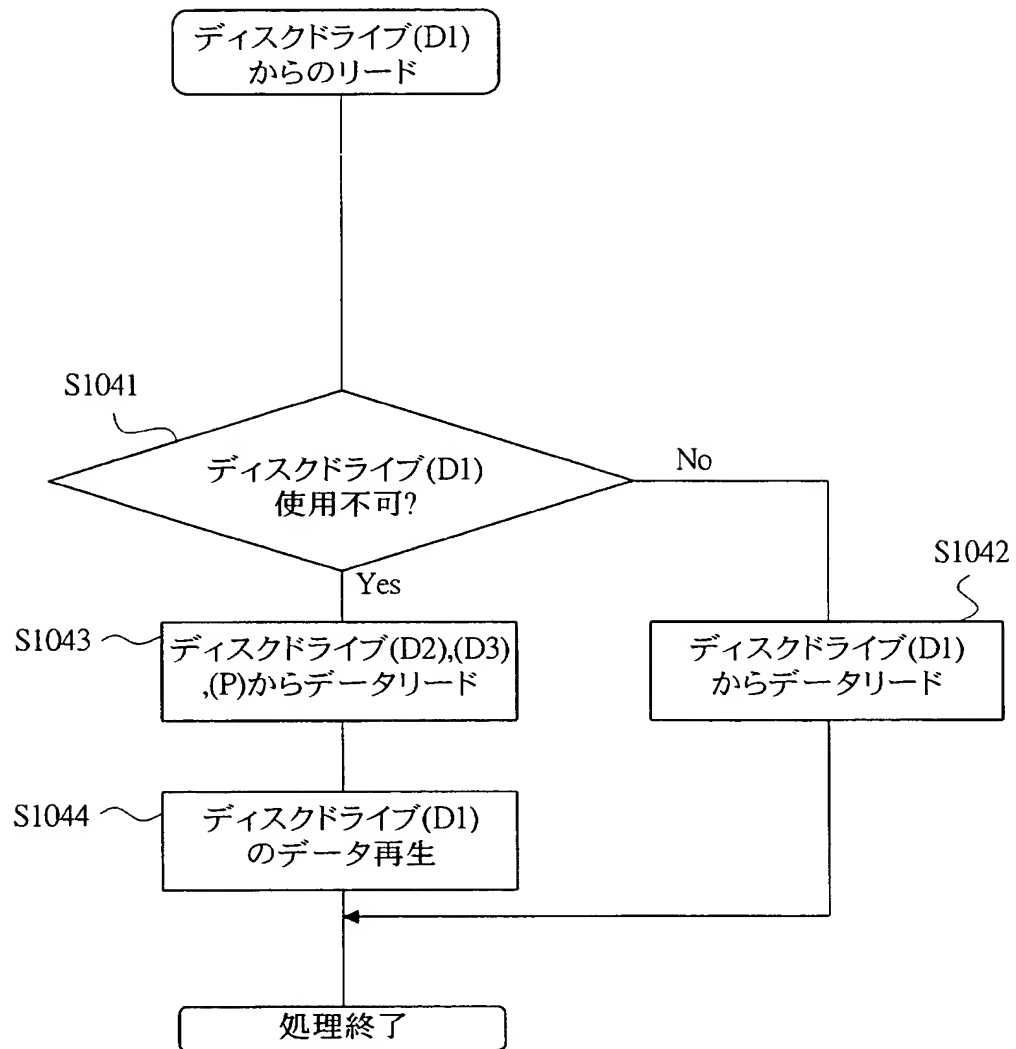 ディスクドライブ(D1)
からのリード
S1041
ディスクドライブ(D1)
使用不可?
No
Yes
S1042
S1043
ディスクドライブ(D2),(D3)
,(P)からデータリード
ディスクドライブ(D1)
からデータリード
S1044
ディスクドライブ(D1)
のデータ再生
処理終了